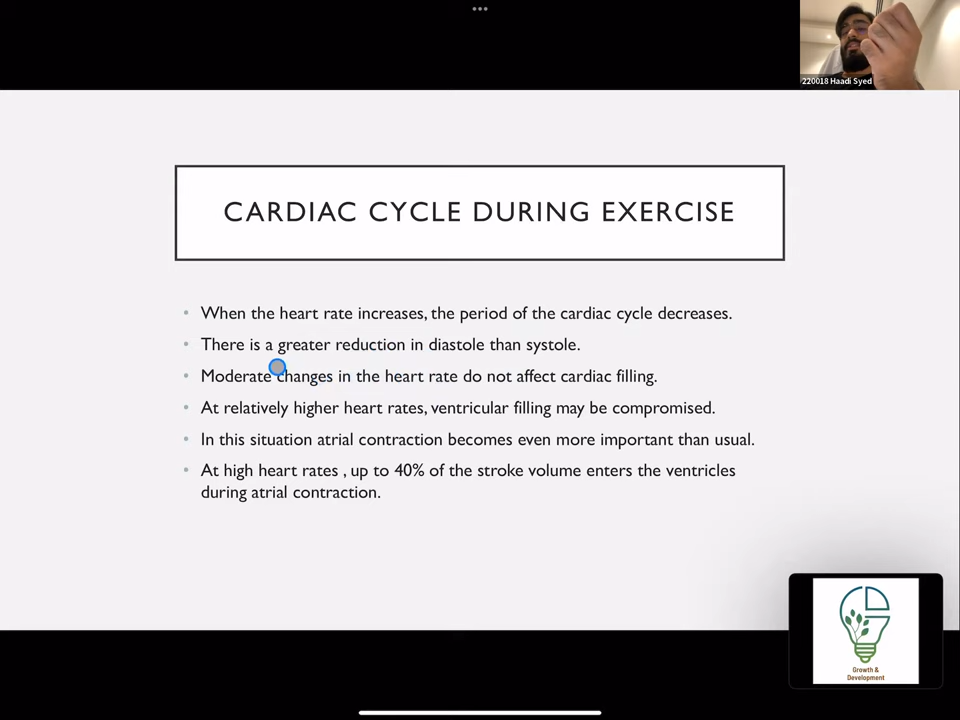 220018 Haadi Syed
CARDIAC CYCLE DURING EXERCISE
• When the heart rate increases, the period of the cardiac cycle decreases.
• There is a greater reduction in diastole than systole.
• Moderate changes in the heart rate do not affect cardiac filling.
• At relatively higher heart rates, ventricular filling may be compromised.
• In this situation atrial contraction becomes even more important than usual.
• At high heart rates , up to 40% of the stroke volume enters the ventricles
during atrial contraction.
Growth &
Development